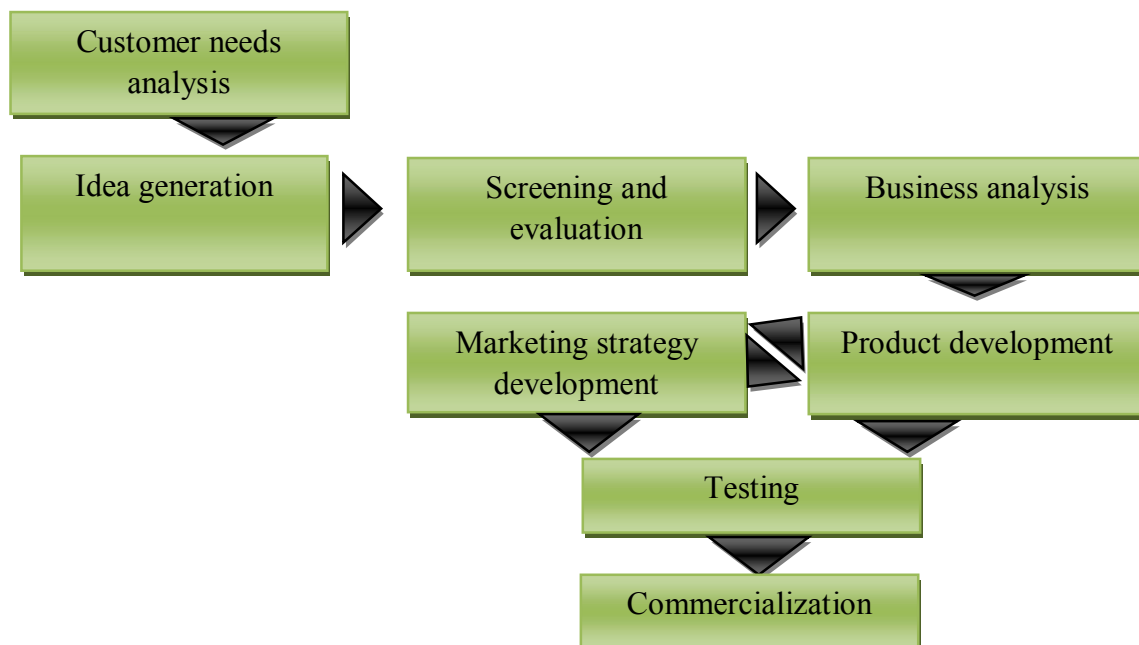 Customer needs
analysis
Idea generation
Screening and
evaluation
Business analysis
Marketing strategy
development
Product development
Testing
Commercialization